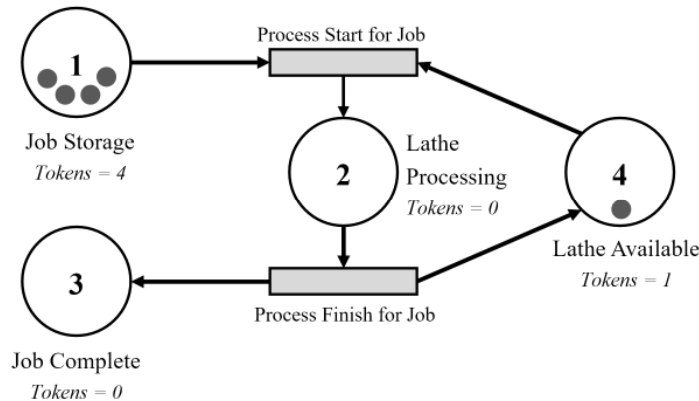 Process Start for Job
1
Job Storage
Tokens = 4
2
Lathe
Processing
Tokens = 0
4
Lathe Available
Tokens = 1
3
Process Finish for Job
Job Complete
Tokens = 0